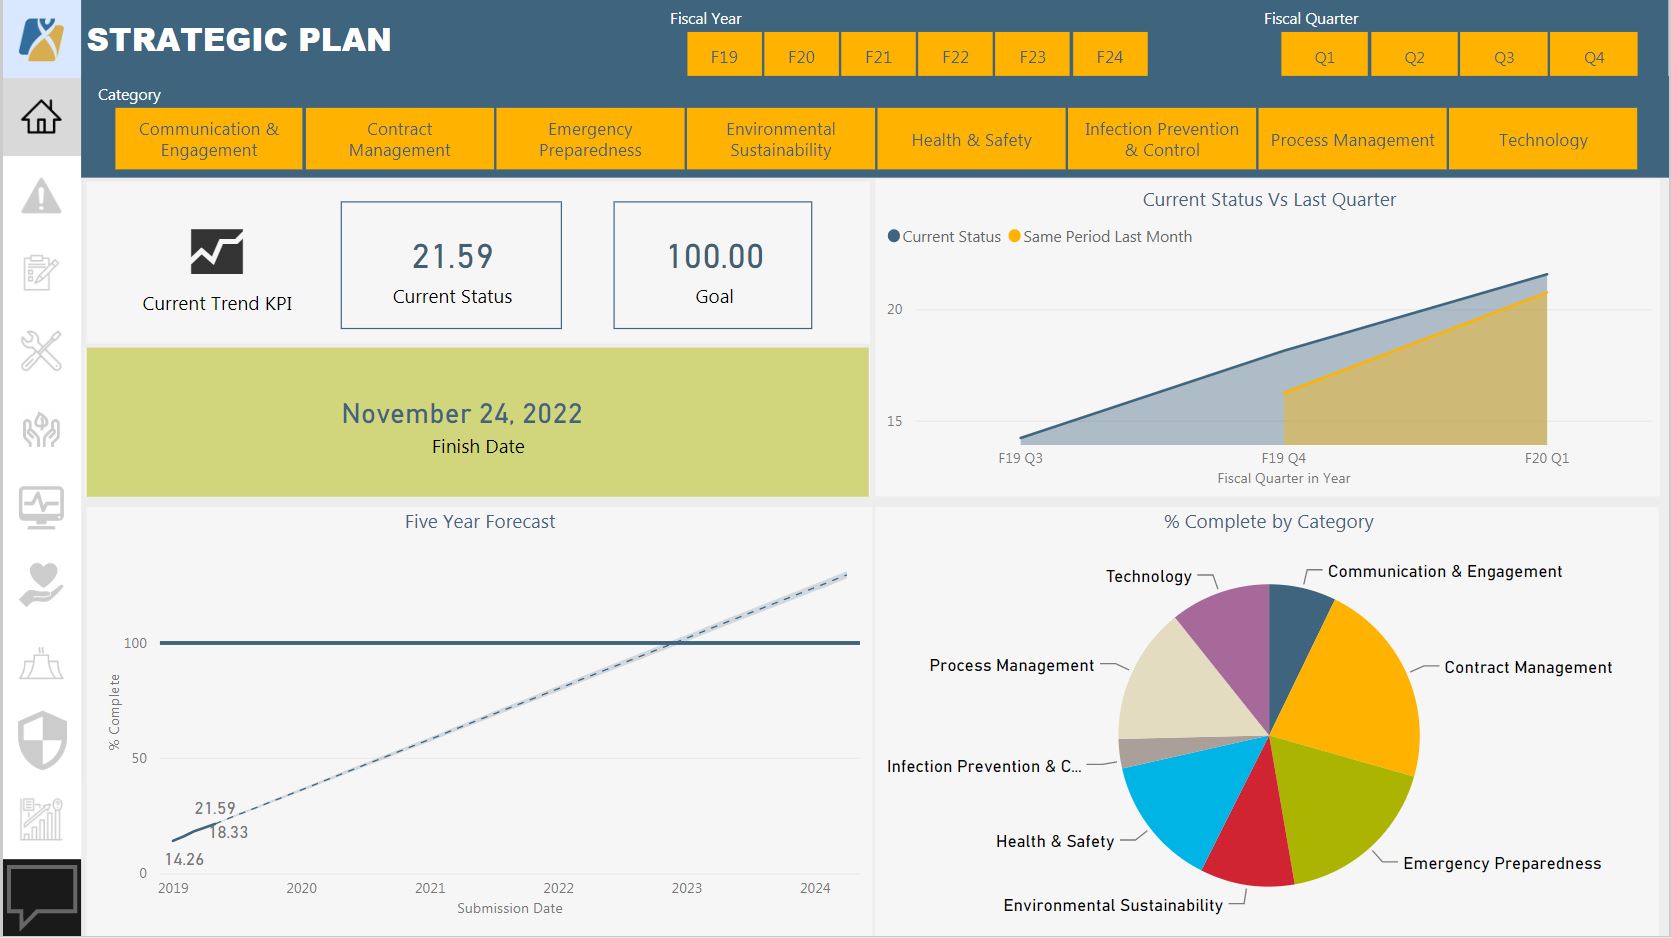 STRATEGIC PLAN
Fiscal Year
F19 F20 F21 F22 F23 F24
Fiscal Quarter
Q1 Q2 Q3 Q4
Category
Communication &
Engagement
Contract
Management
Emergency
Preparedness
Environmental
Sustainability
Health & Safety
Infection Prevention
& Control
Process Management
Technology
Current Trend KPI
21.59
Current Status
100.00
Goal
November 24, 2022
Finish Date
Current Status Vs Last Quarter
Current Status Same Period Last Month
20
15
F19 Q3 F19 Q4 F20 Q1
Fiscal Quarter in Year
Five Year Forecast
% Complete
100
50
0
21.59
18.33
14.26
2019 2020 2021 2022 2023 2024
Submission Date
% Complete by Category
Technology
Communication & Engagement
Process Management
Contract Management
Infection Prevention & C...
Health & Safety
Emergency Preparedness
Environmental Sustainability